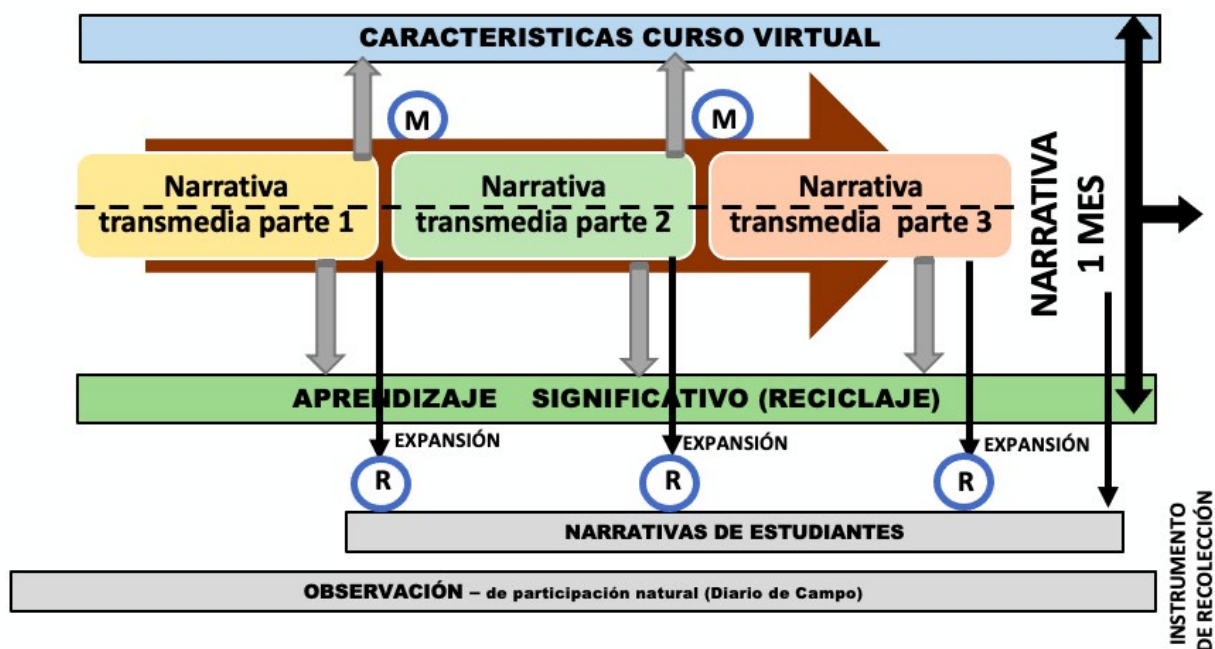 CARACTERISTICAS CURSO VIRTUAL
M
M
Narrativa
transmedia parte 1
Narrativa
transmedia parte 2
Narrativa
transmedia parte 3
NARRATIVA
1 MES
APRENDIZAJE SIGNIFICATIVO (RECICLAJE)
EXPANSIÓN
EXPANSIÓN
EXPANSIÓN
R
R
R
NARRATIVAS DE ESTUDIANTES
OBSERVACIÓN – de participación natural (Diario de Campo)
INSTRUMENTO
DE RECOLECCIÓN